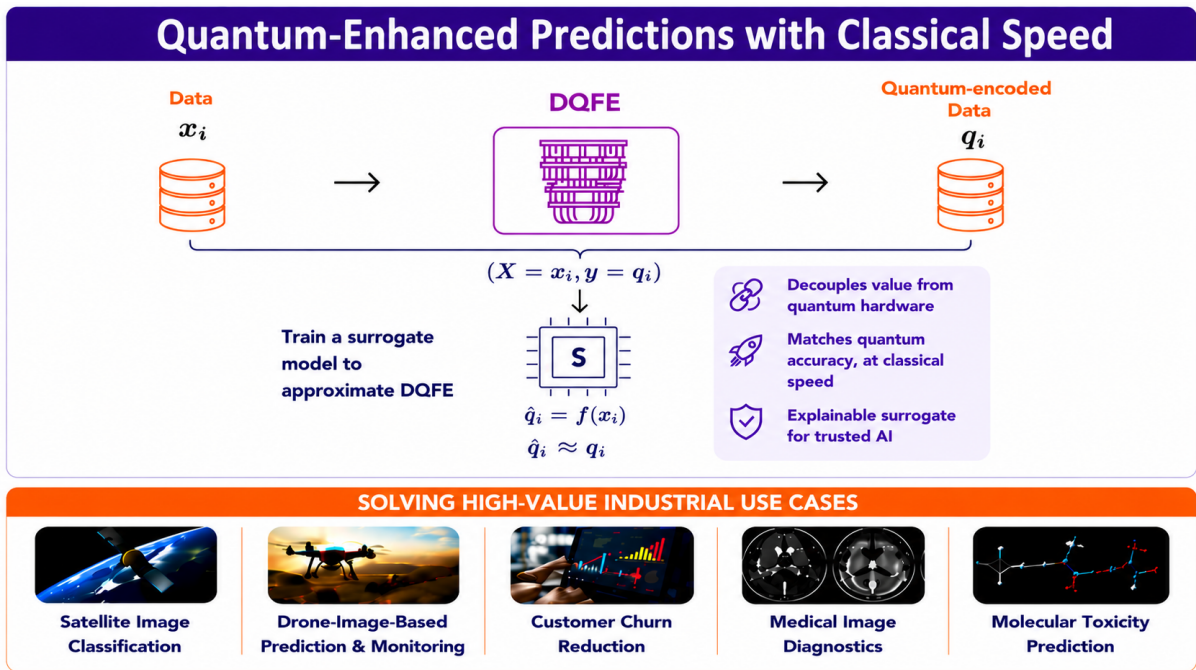 Quantum-Enhanced Predictions with Classical Speed
Data
xᵢ
DQFE
Quantum-encoded
Data
qᵢ
(X = xᵢ, y = qᵢ)
Train a surrogate
model to
approximate DQFE
S
q̂ᵢ = f(xᵢ)
q̂ᵢ ≈ qᵢ
Decouples value from
quantum hardware
Matches quantum
accuracy, at classical
speed
Explainable surrogate
for trusted AI
SOLVING HIGH-VALUE INDUSTRIAL USE CASES
Satellite Image
Classification
Drone-Image-Based
Prediction & Monitoring
Customer Churn
Reduction
Medical Image
Diagnostics
Molecular Toxicity
Prediction